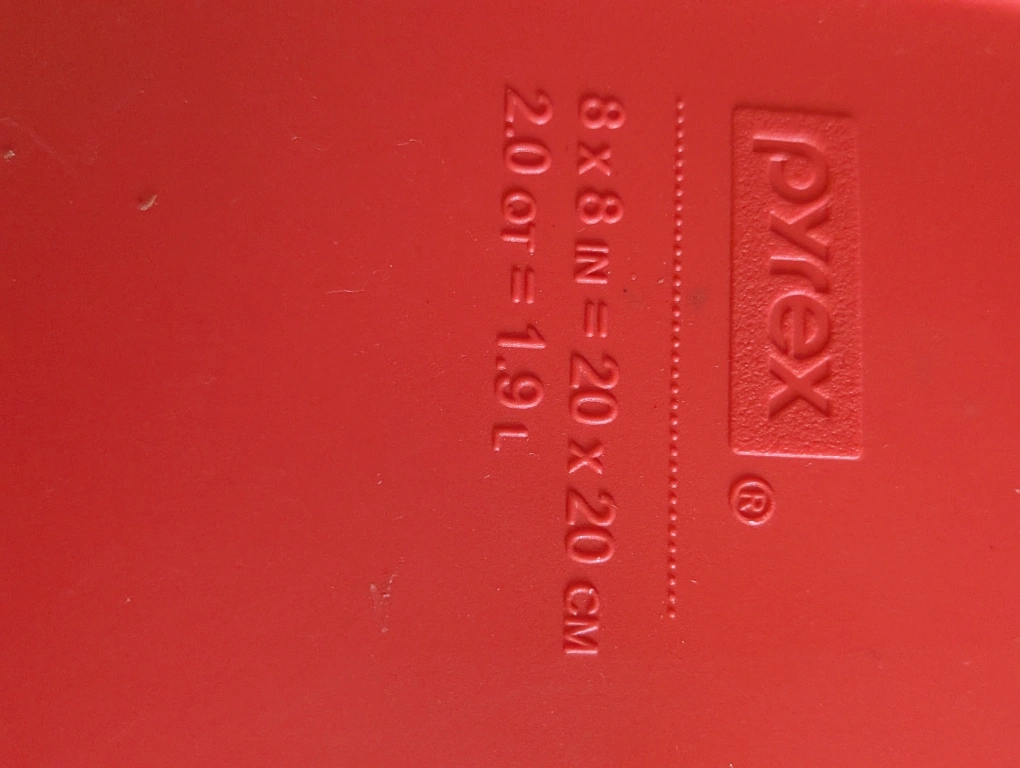 pyrex®
8 x 8 IN = 20 x 20 CM
2.0 QT = 1.9 L